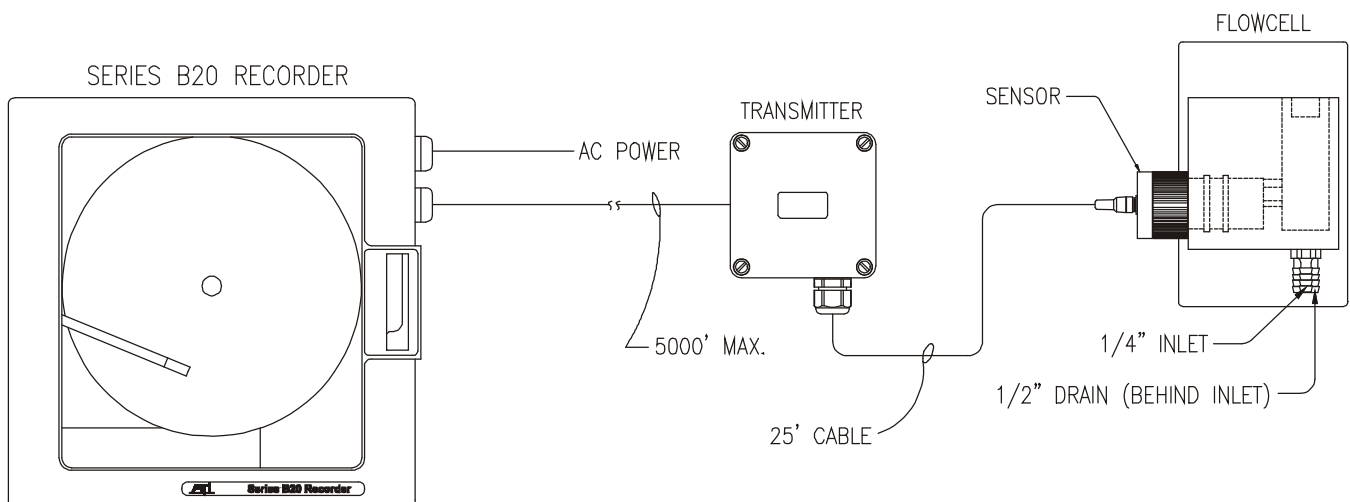 FLOWCELL
SERIES B20 RECORDER
SENSOR
TRANSMITTER
AC POWER
5000' MAX.
1/4" INLET
1/2" DRAIN (BEHIND INLET)
25' CABLE
ATI Series B20 Recorder